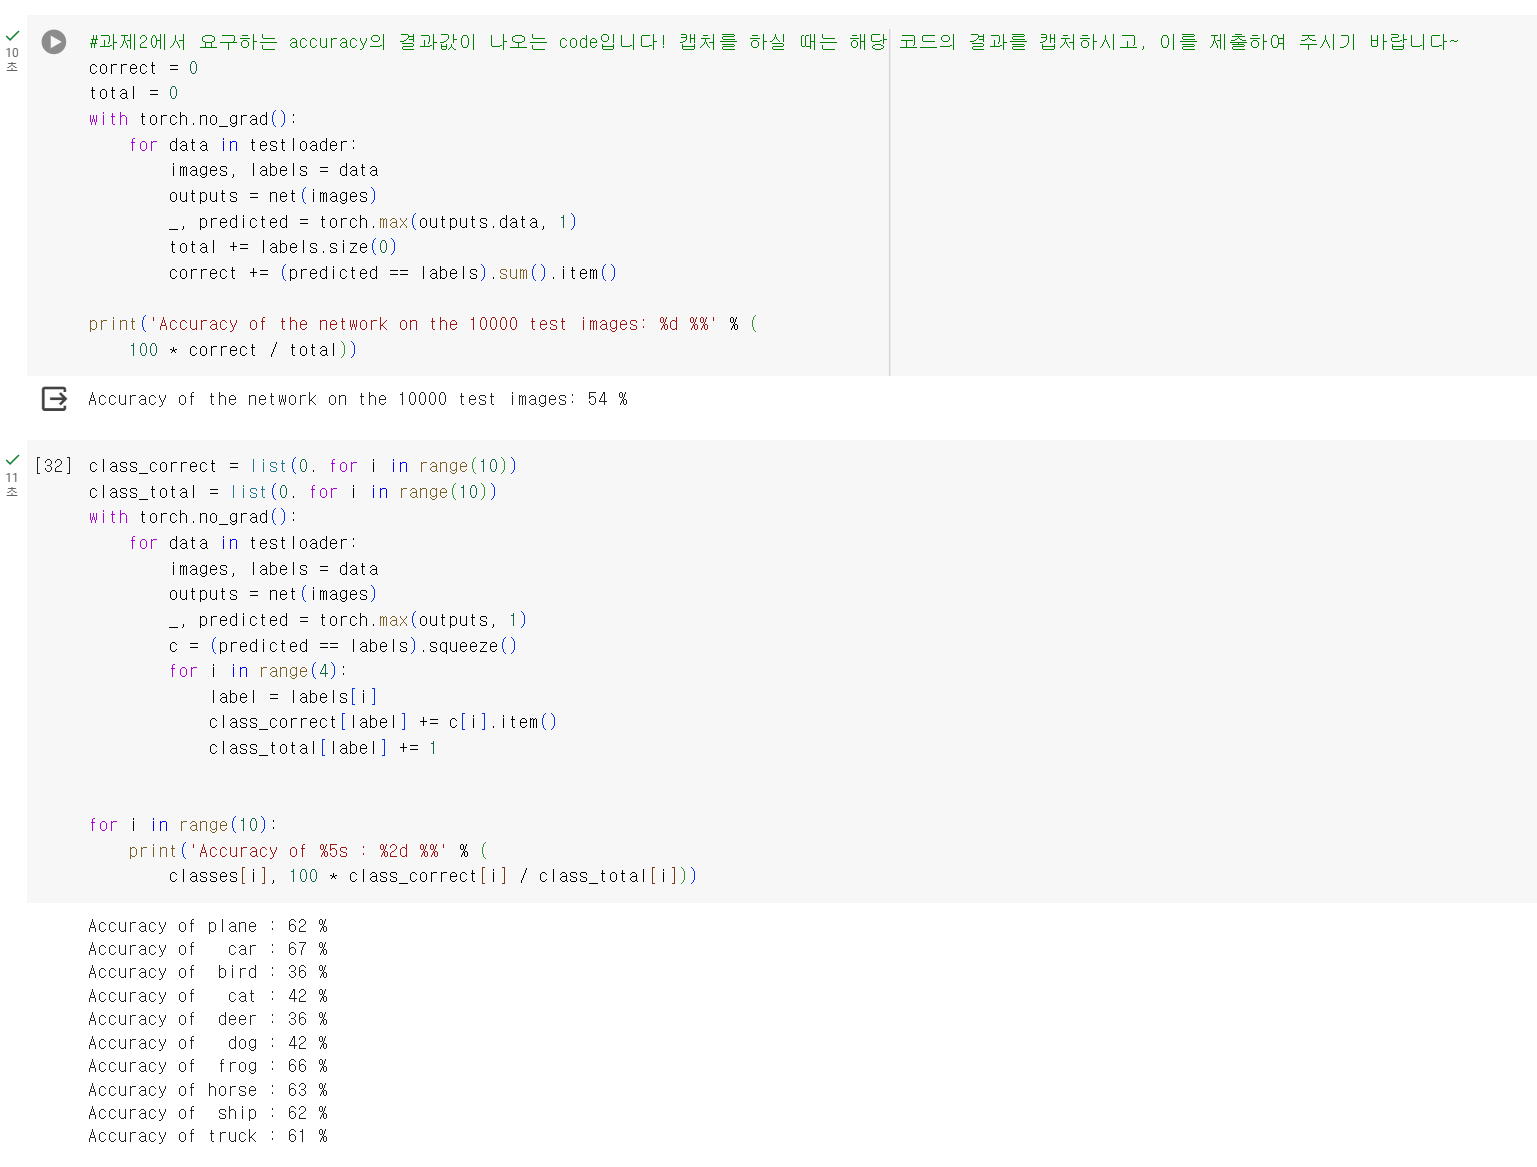 #과제2에서 요구하는 accuracy의 결과값이 나오는 code입니다! 캡처를 하실 때는 해당 코드의 결과를 캡처하시고, 이를 제출하여 주시기 바랍니다~
10
초
correct = 0
total = 0
with torch.no_grad():
    for data in testloader:
        images, labels = data
        outputs = net(images)
        _, predicted = torch.max(outputs.data, 1)
        total += labels.size(0)
        correct += (predicted == labels).sum().item()
print('Accuracy of the network on the 10000 test images: %d %%' % (
    100 * correct / total))
Accuracy of the network on the 10000 test images: 54 %
11
초
[32] class_correct = list(0. for i in range(10))
class_total = list(0. for i in range(10))
with torch.no_grad():
    for data in testloader:
        images, labels = data
        outputs = net(images)
        _, predicted = torch.max(outputs, 1)
        c = (predicted == labels).squeeze()
        for i in range(4):
            label = labels[i]
            class_correct[label] += c[i].item()
            class_total[label] += 1
for i in range(10):
    print('Accuracy of %5s : %2d %%' % (
        classes[i], 100 * class_correct[i] / class_total[i]))
Accuracy of plane : 62 %
Accuracy of   car : 67 %
Accuracy of  bird : 36 %
Accuracy of   cat : 42 %
Accuracy of  deer : 36 %
Accuracy of   dog : 42 %
Accuracy of  frog : 66 %
Accuracy of horse : 63 %
Accuracy of  ship : 62 %
Accuracy of truck : 61 %